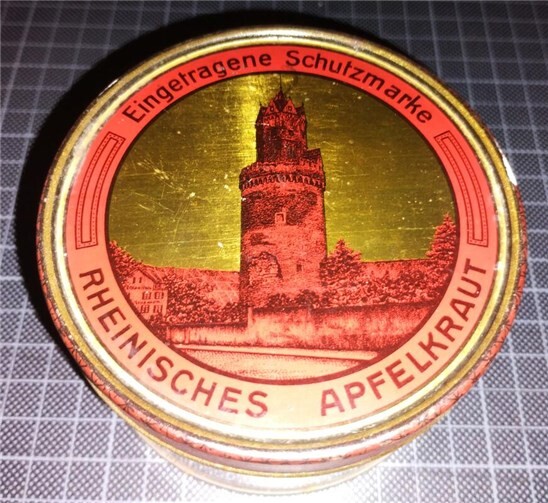 Eingetragene Schutzmarke
RHEINISCHES APFELKRAUT